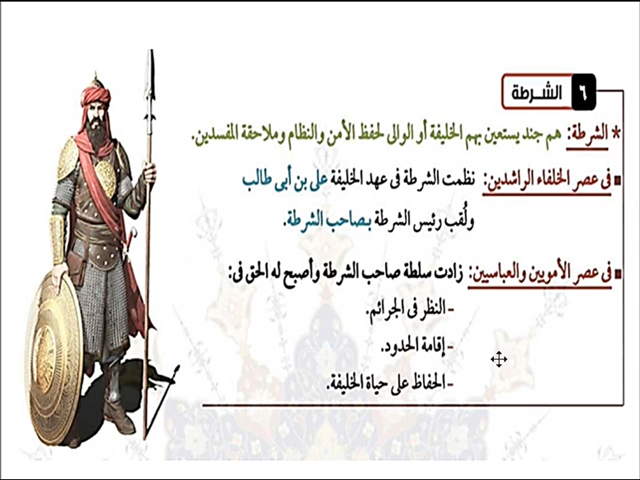 ٦ الشرطة
* الشرطة: هم جند يستعين بهم الخليفة أو الوالى لحفظ الأمن والنظام وملاحقة المفسدين.
■ فى عصر الخلفاء الراشدين: نظمت الشرطة فى عهد الخليفة على بن أبى طالب
ولُقب رئيس الشرطة بـصاحب الشرطة.
■ فى عصر الأمويين والعباسيين: زادت سلطة صاحب الشرطة وأصبح له الحق فى:
- النظر فى الجرائم.
- إقامة الحدود.
- الحفاظ على حياة الخليفة.